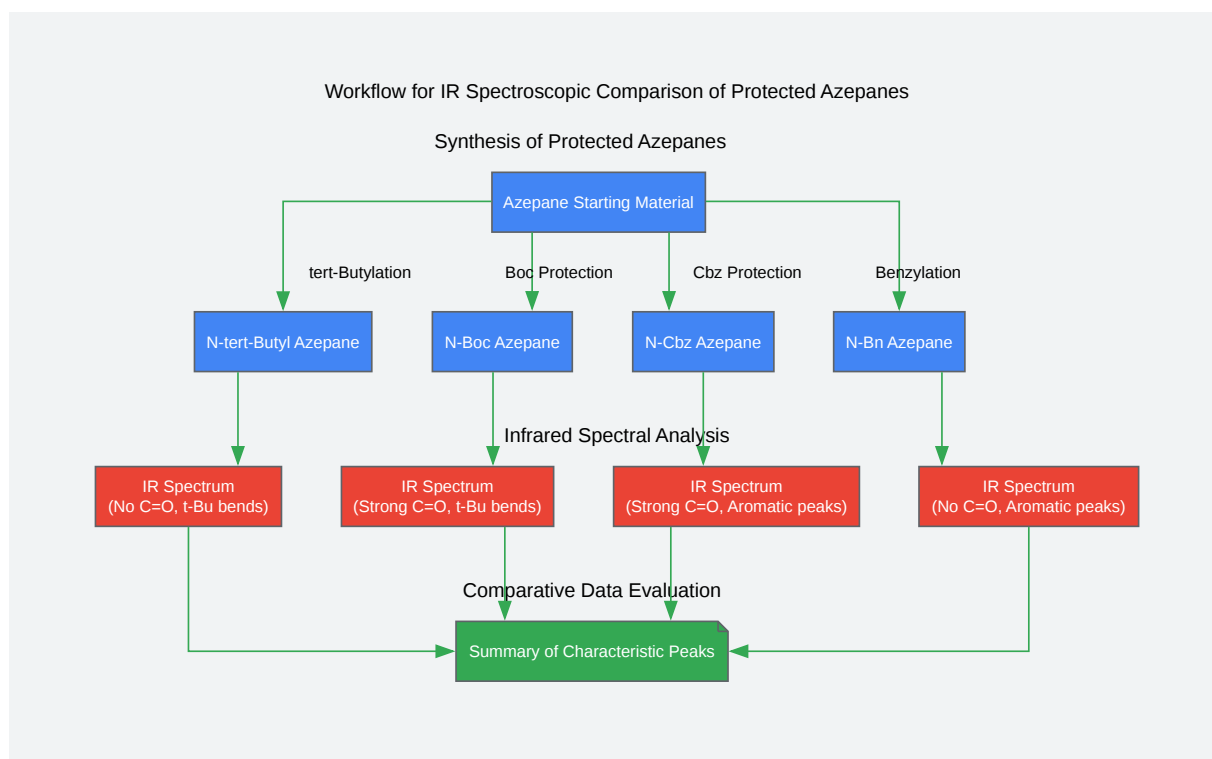 Workflow for IR Spectroscopic Comparison of Protected Azepanes
Synthesis of Protected Azepanes
Azepane Starting Material
tert-Butylation
Boc Protection
Cbz Protection
Benzylation
N-tert-Butyl Azepane
N-Boc Azepane
N-Cbz Azepane
N-Bn Azepane
Infrared Spectral Analysis
IR Spectrum
(No C=O, t-Bu bends)
IR Spectrum
(Strong C=O, t-Bu bends)
IR Spectrum
(Strong C=O, Aromatic peaks)
IR Spectrum
(No C=O, Aromatic peaks)
Comparative Data Evaluation
Summary of Characteristic Peaks